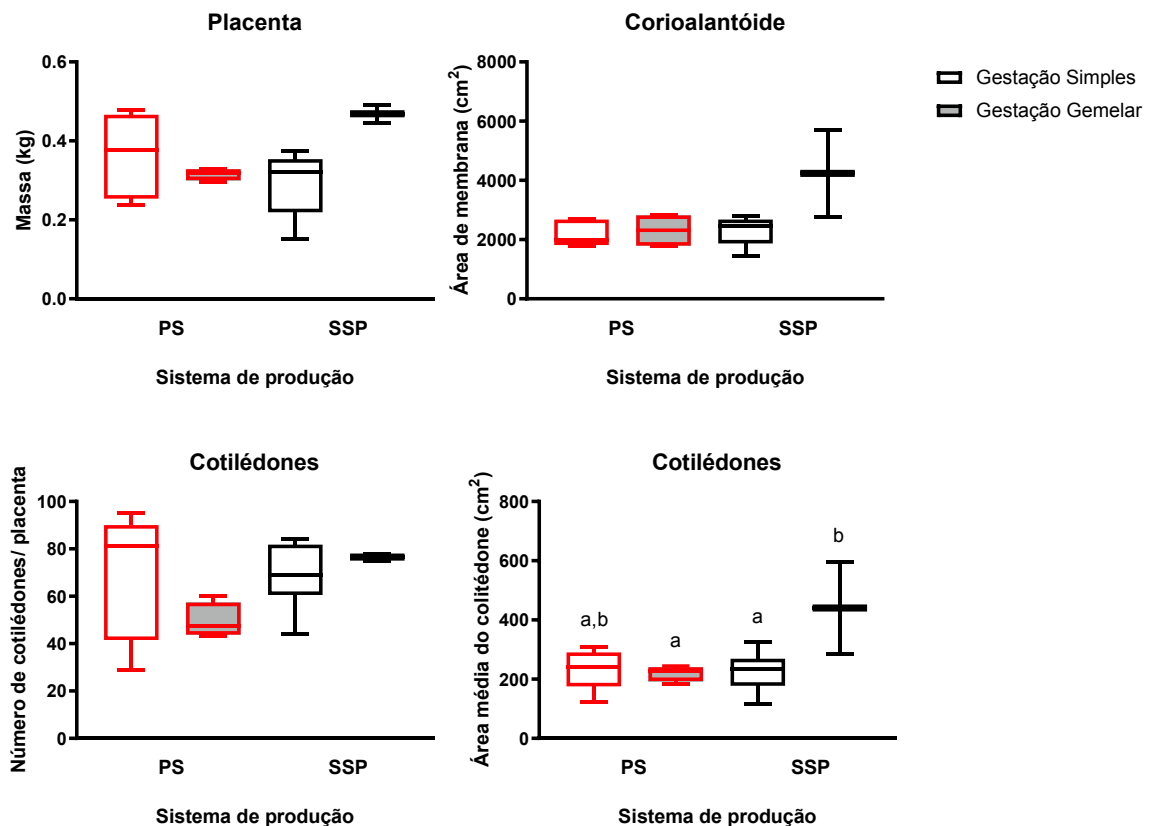 Placenta
Massa (kg)
0.6
0.4
0.2
0.0
PS
SSP
Sistema de produção
Corioalantóide
Área de membrana (cm²)
8000
6000
4000
2000
0
PS
SSP
Sistema de produção
Gestação Simples
Gestação Gemelar
Cotilédones
Número de cotilédones/ placenta
100
80
60
40
20
0
PS
SSP
Sistema de produção
Cotilédones
Área média do colitédone (cm²)
800
600
400
200
0
a,b
a
a
b
PS
SSP
Sistema de produção